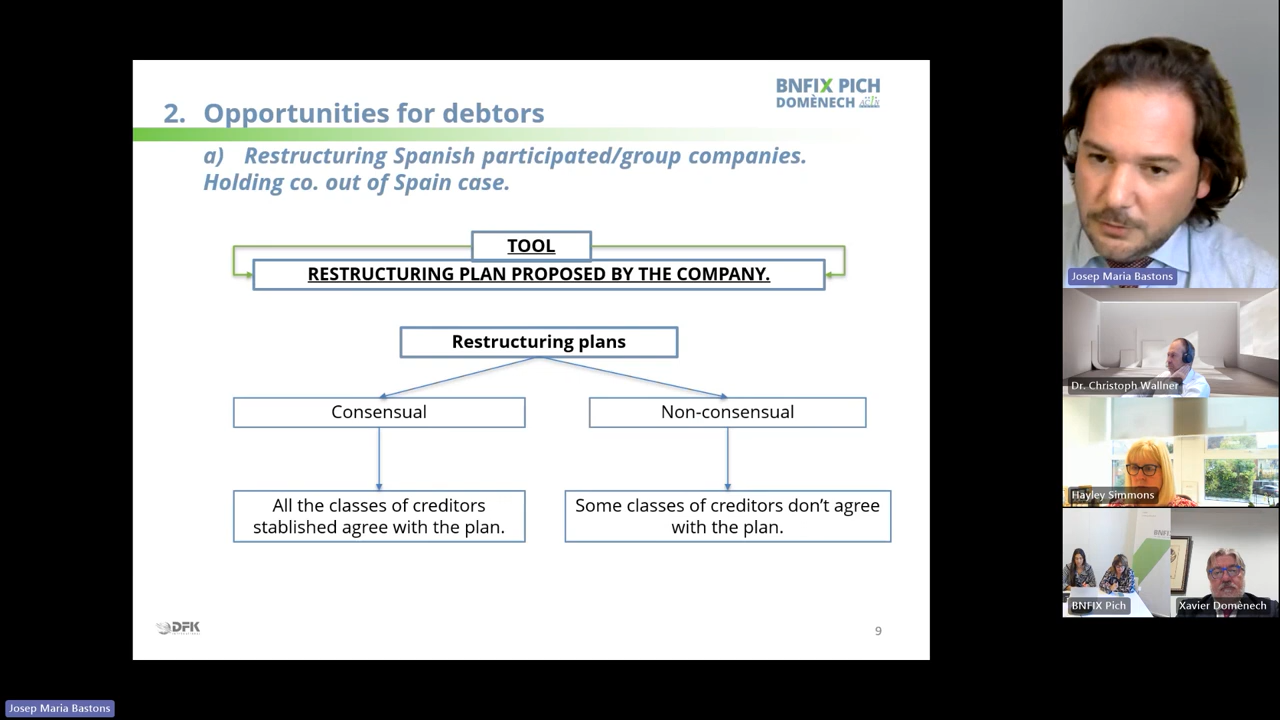 2. Opportunities for debtors
BNFIX PICH
DOMÈNECH
a) Restructuring Spanish participated/group companies.
Holding co. out of Spain case.
TOOL
RESTRUCTURING PLAN PROPOSED BY THE COMPANY.
Restructuring plans
Consensual
Non-consensual
All the classes of creditors
stablished agree with the plan.
Some classes of creditors don’t agree
with the plan.
DFK
9
Josep Maria Bastons
Dr. Christoph Wallner
Hayley Simmons
BNFIX Pich
Xavier Domènech
Josep Maria Bastons